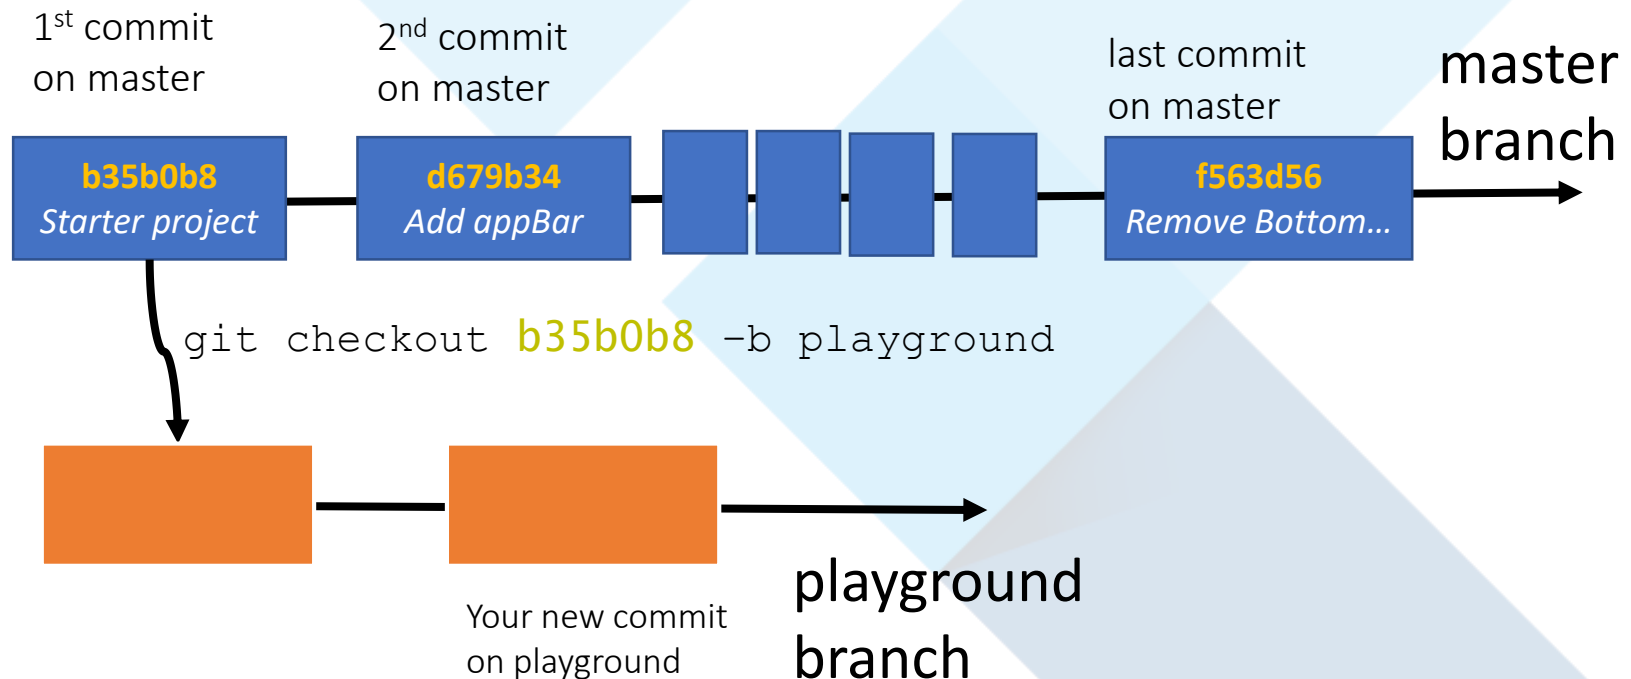 1st commit
on master
2nd commit
on master
last commit
on master
master
branch
b35b0b8
Starter project
d679b34
Add appBar
f563d56
Remove Bottom...
git checkout b35b0b8 –b playground
Your new commit
on playground
playground
branch